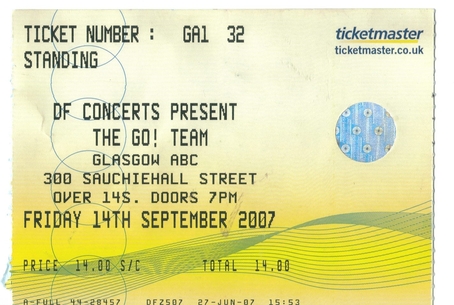 TICKET NUMBER : GA1 32
ticketmaster
ticketmaster.co.uk
STANDING
DF CONCERTS PRESENT
THE GO! TEAM
GLASGOW ABC
300 SAUCHIEHALL STREET
OVER 14S. DOORS 7PM
FRIDAY 14TH SEPTEMBER 2007
PRICE 14.00 S/C TOTAL 14.00
A-FULL 44-20457 DFZ507 27-JUN-07 15:53